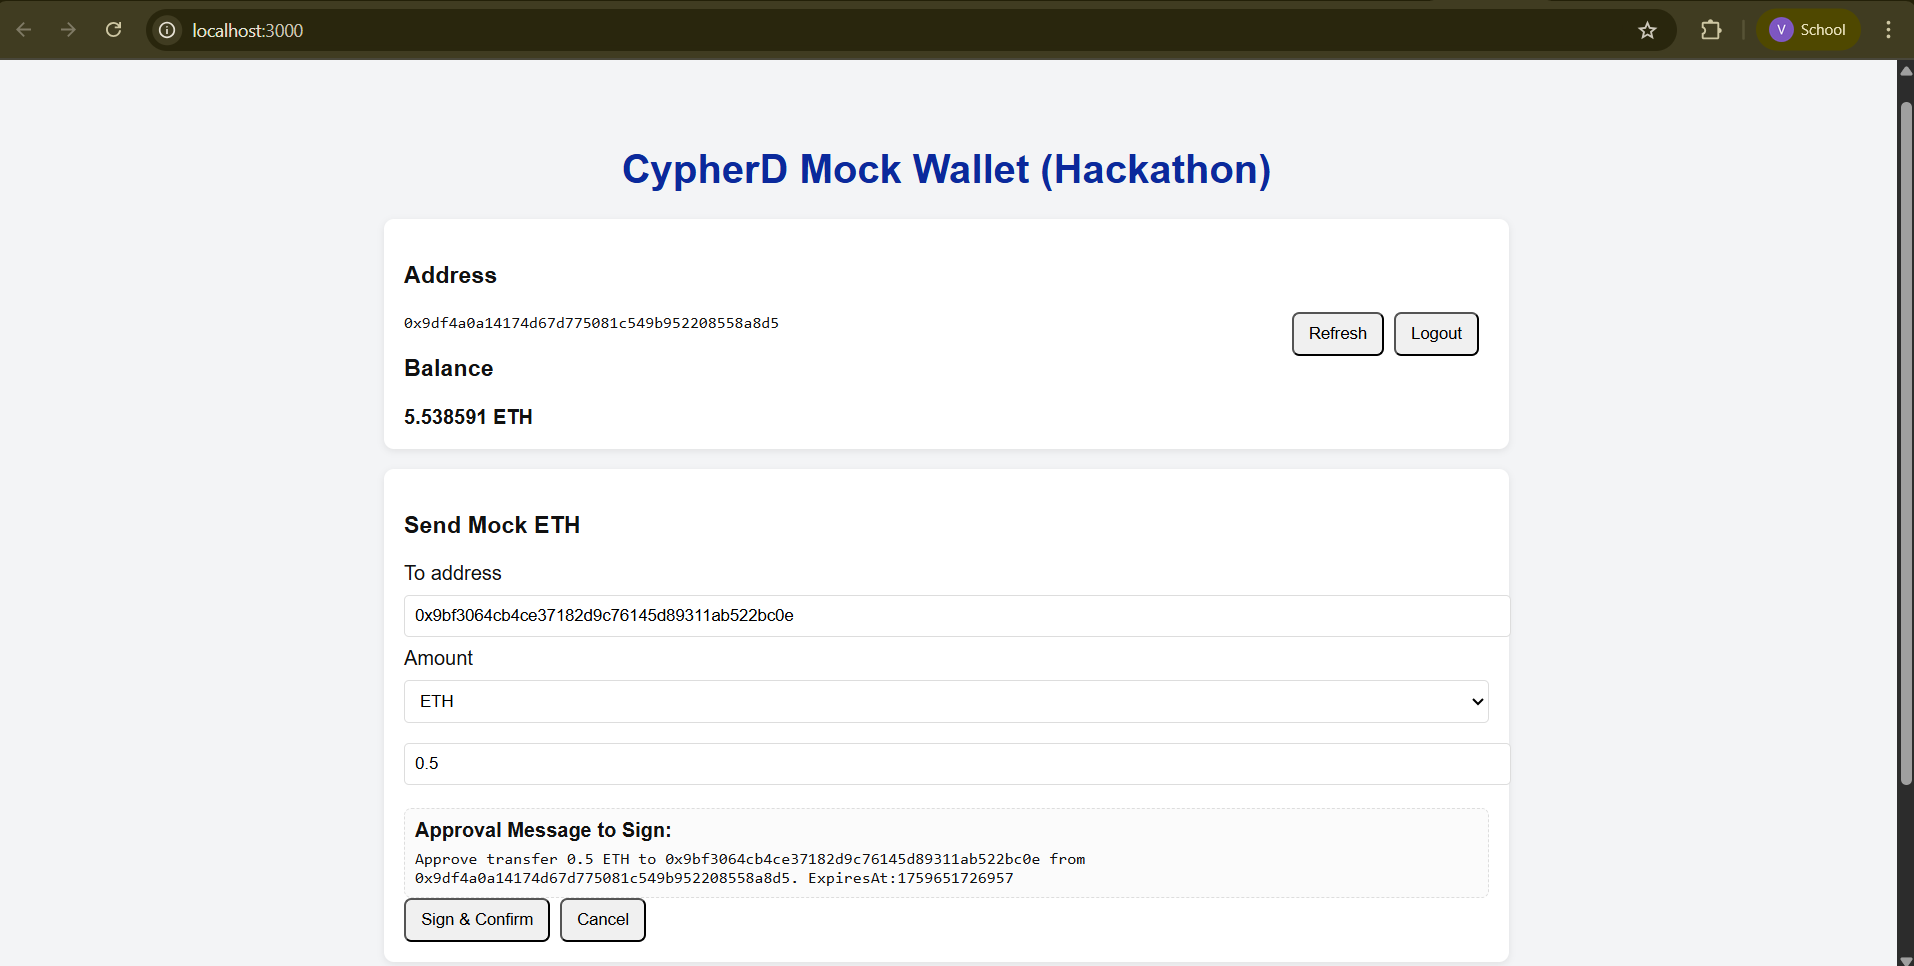 localhost:3000
V School
CypherD Mock Wallet (Hackathon)
Address
0x9df4a0a14174d67d775081c549b952208558a8d5
Refresh Logout
Balance
5.538591 ETH
Send Mock ETH
To address
0x9bf3064cb4ce37182d9c76145d89311ab522bc0e
Amount
ETH
0.5
Approval Message to Sign:
Approve transfer 0.5 ETH to 0x9bf3064cb4ce37182d9c76145d89311ab522bc0e from
0x9df4a0a14174d67d775081c549b952208558a8d5. ExpiresAt:1759651726957
Sign & Confirm Cancel